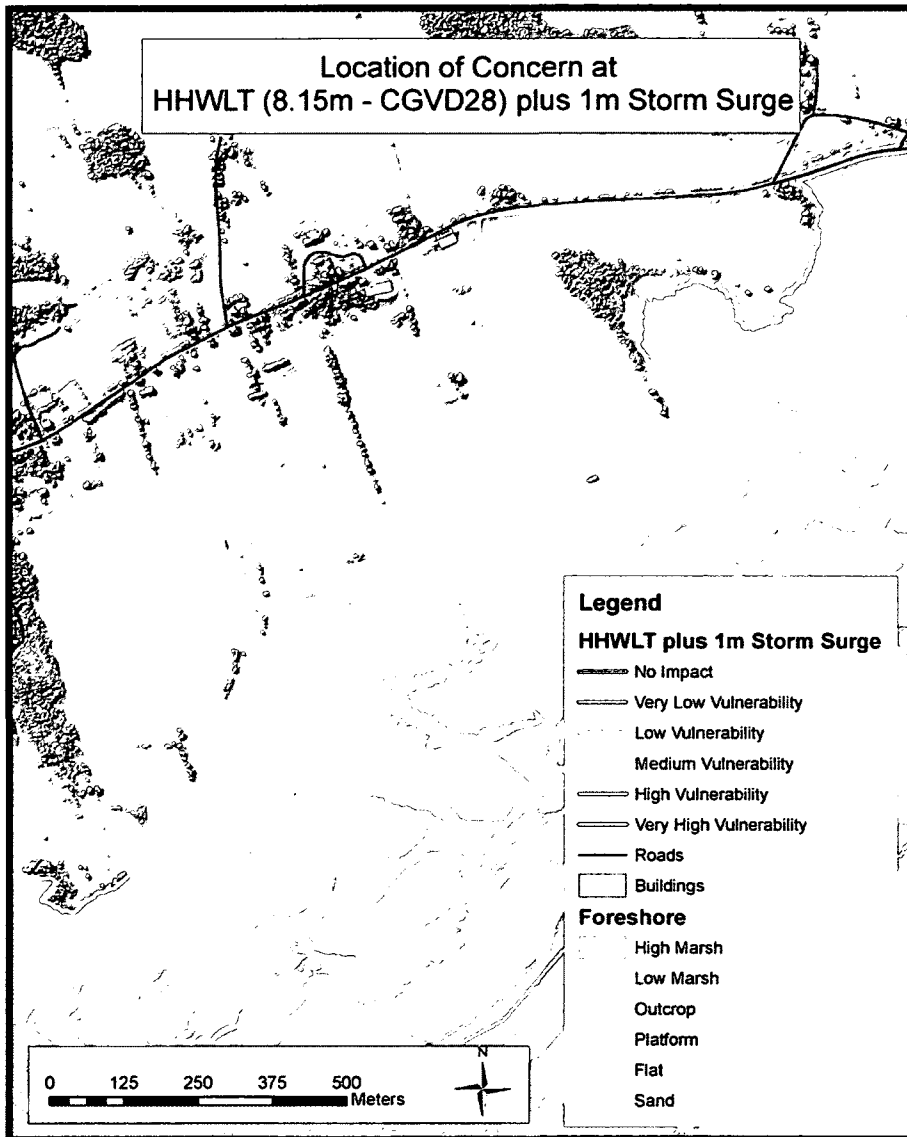 Location of Concern at
HHWLT (8.15m - CGVD28) plus 1m Storm Surge
Legend
HHWLT plus 1m Storm Surge
No Impact
Very Low Vulnerability
Low Vulnerability
Medium Vulnerability
High Vulnerability
Very High Vulnerability
Roads
Buildings
Foreshore
High Marsh
Low Marsh
Outcrop
Platform
Flat
Sand
N
0 125 250 375 500
Meters